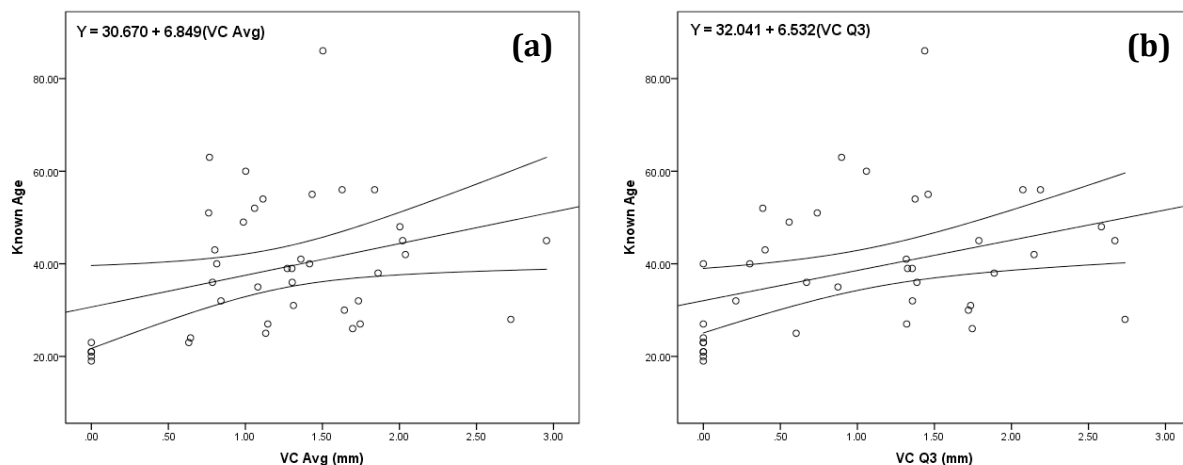 Y = 30.670 + 6.849(VC Avg)
(a)
80.00
60.00
40.00
20.00
Known Age
.00 .50 1.00 1.50 2.00 2.50 3.00
VC Avg (mm)
Y = 32.041 + 6.532(VC Q3)
(b)
80.00
60.00
40.00
20.00
Known Age
.00 .50 1.00 1.50 2.00 2.50 3.00
VC Q3 (mm)